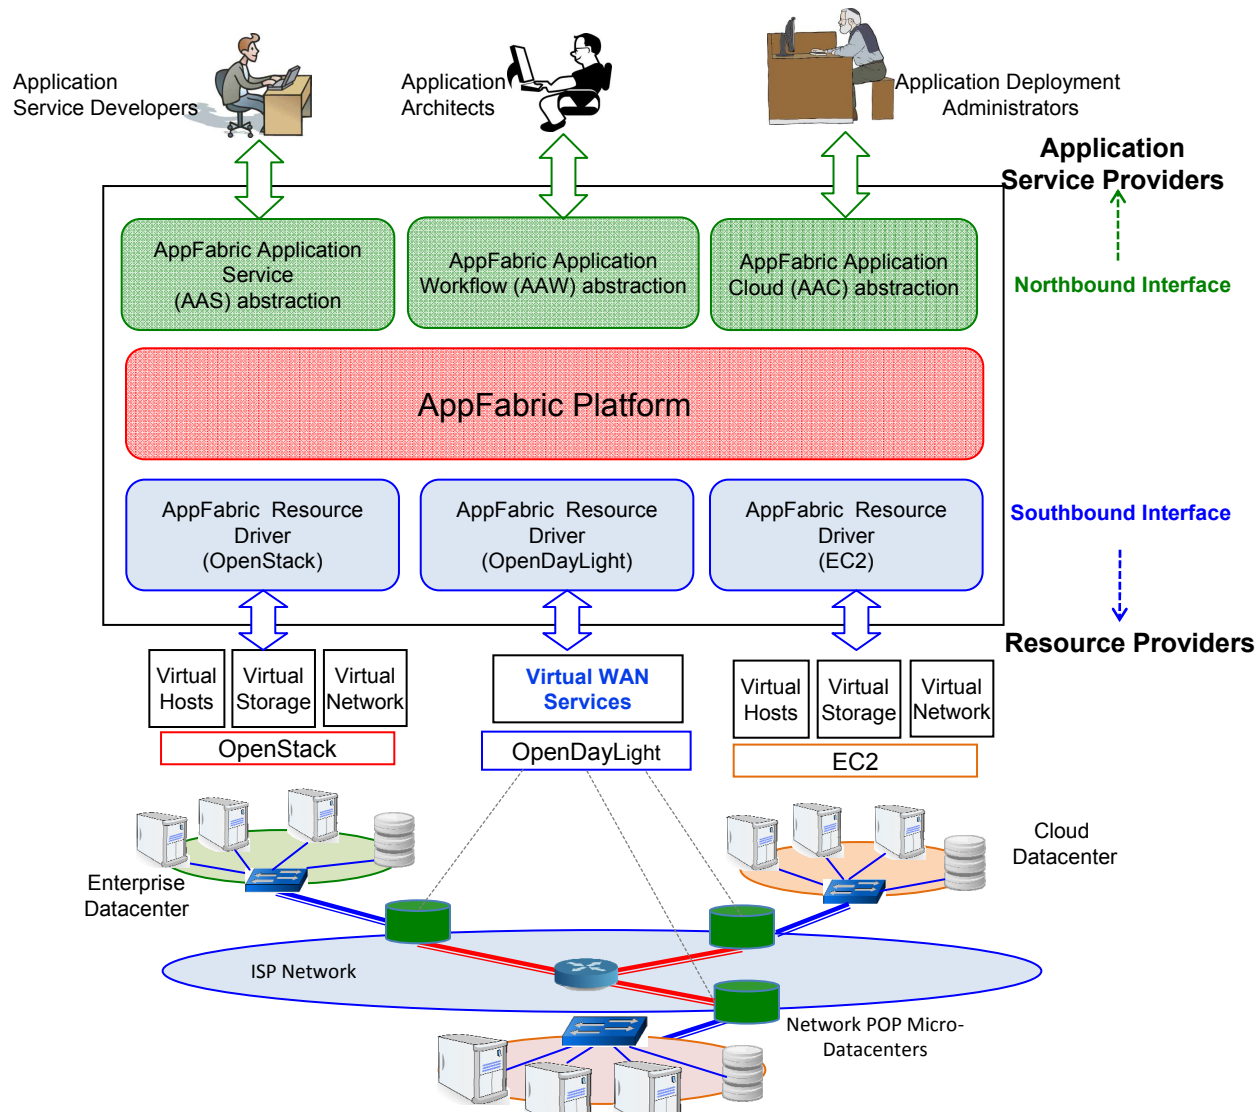 Application
Service Developers
Application
Architects
Application Deployment
Administrators
Application
Service Providers
AppFabric Application
Service
(AAS) abstraction
AppFabric Application
Workflow (AAW) abstraction
AppFabric Application
Cloud (AAC) abstraction
Northbound Interface
AppFabric Platform
AppFabric Resource
Driver
(OpenStack)
AppFabric Resource
Driver
(OpenDayLight)
AppFabric Resource
Driver
(EC2)
Southbound Interface
Resource Providers
Virtual
Hosts
Virtual
Storage
Virtual
Network
OpenStack
Virtual WAN
Services
OpenDayLight
Virtual
Hosts
Virtual
Storage
Virtual
Network
EC2
Enterprise
Datacenter
Cloud
Datacenter
ISP Network
Network POP Micro-
Datacenters